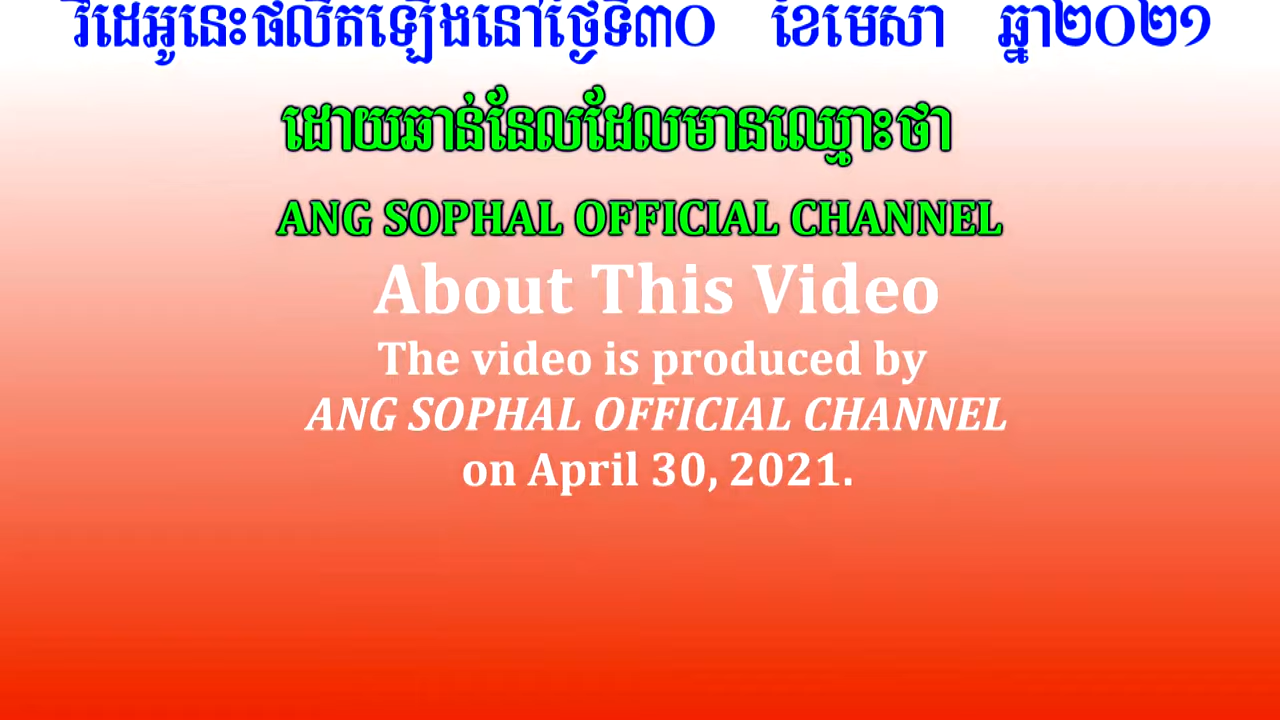 វីដេអូនេះផលិតឡើងនៅថ្ងៃទី៣០ ខែមេសា ឆ្នាំ២០២១
ដោយឆានែលដែលមានឈ្មោះថា
ANG SOPHAL OFFICIAL CHANNEL
About This Video
The video is produced by
ANG SOPHAL OFFICIAL CHANNEL
on April 30, 2021.